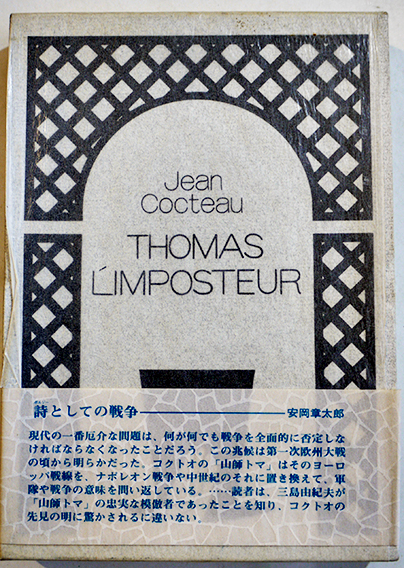 Jean
Cocteau
THOMAS
L'IMPOSTEUR
詩としての戦争――安岡章太郎
現代の一番厄介な問題は、何が何でも戦争を全面的に否定しな
ければならなくなったことだろう。この兆候は第一次欧州大戦
の頃から明らかだった。コクトオの「山師トマ」はそのヨーロ
ッパ戦線を、ナポレオン戦争や中世紀のそれに置き換えて、軍
隊や戦争の意味を問い返している。……読者は、三島由紀夫が
「山師トマ」の忠実な模倣者であったことを知り、コクトオの
先見の明に驚かされるに違いない。